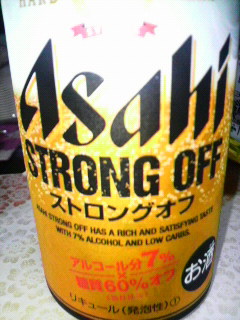 Asahi
STRONG OFF
ストロングオフ
ASAHI STRONG OFF HAS A RICH AND SATISFYING TASTE
WITH 7% ALCOHOL AND LOW CARBS.
アルコール分7%
×
糖質60%オフ
お酒
リキュール(発泡性)①